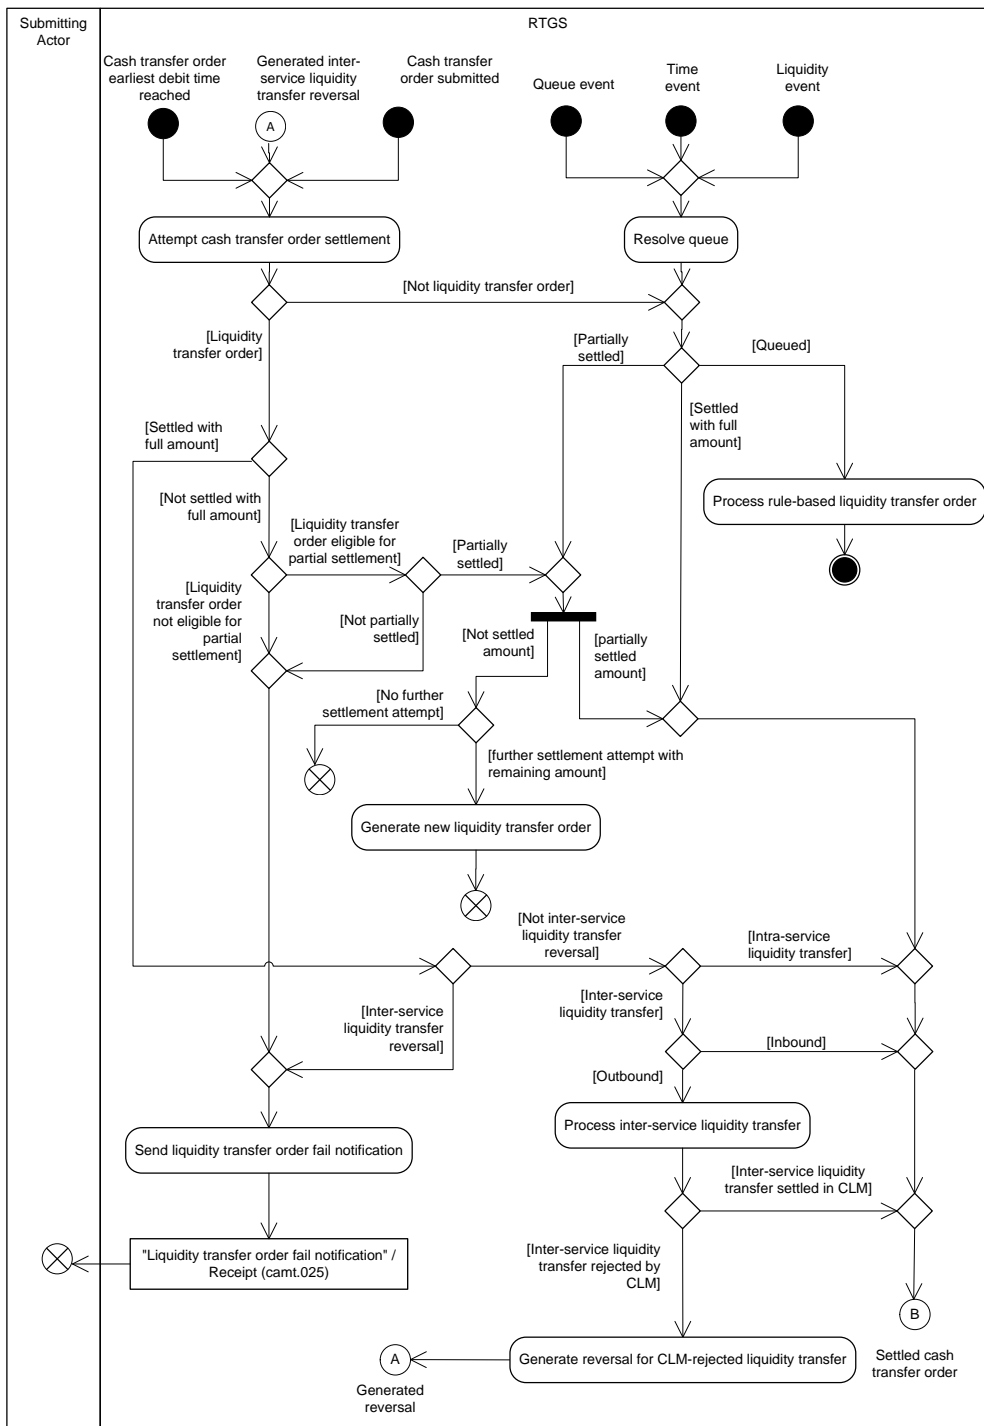 Submitting
Actor
RTGS
Cash transfer order
earliest debit time
reached
Generated inter-
service liquidity
transfer reversal
Cash transfer
order submitted
Queue event
Time
event
Liquidity
event
A
Attempt cash transfer order settlement
Resolve queue
[Not liquidity transfer order]
[Liquidity
transfer order]
[Partially
settled]
[Queued]
[Settled
with full
amount]
[Settled with
full amount]
[Not settled with
full amount]
Process rule-based liquidity transfer order
[Liquidity transfer
order eligible for
partial settlement]
[Partially
settled]
[Liquidity
transfer order
not eligible for
partial
settlement]
[Not partially
settled]
[Not settled
amount]
[partially
settled
amount]
[No further
settlement attempt]
[further settlement attempt with
remaining amount]
Generate new liquidity transfer order
[Not inter-service
liquidity transfer
reversal]
[Intra-service
liquidity transfer]
[Inter-service
liquidity transfer
reversal]
[Inter-service
liquidity transfer]
[Inbound]
[Outbound]
Process inter-service liquidity transfer
Send liquidity transfer order fail notification
[Inter-service liquidity
transfer settled in CLM]
"Liquidity transfer order fail notification" /
Receipt (camt.025)
[Inter-service liquidity
transfer rejected by
CLM]
B
Settled cash
transfer order
Generate reversal for CLM-rejected liquidity transfer
A
Generated
reversal